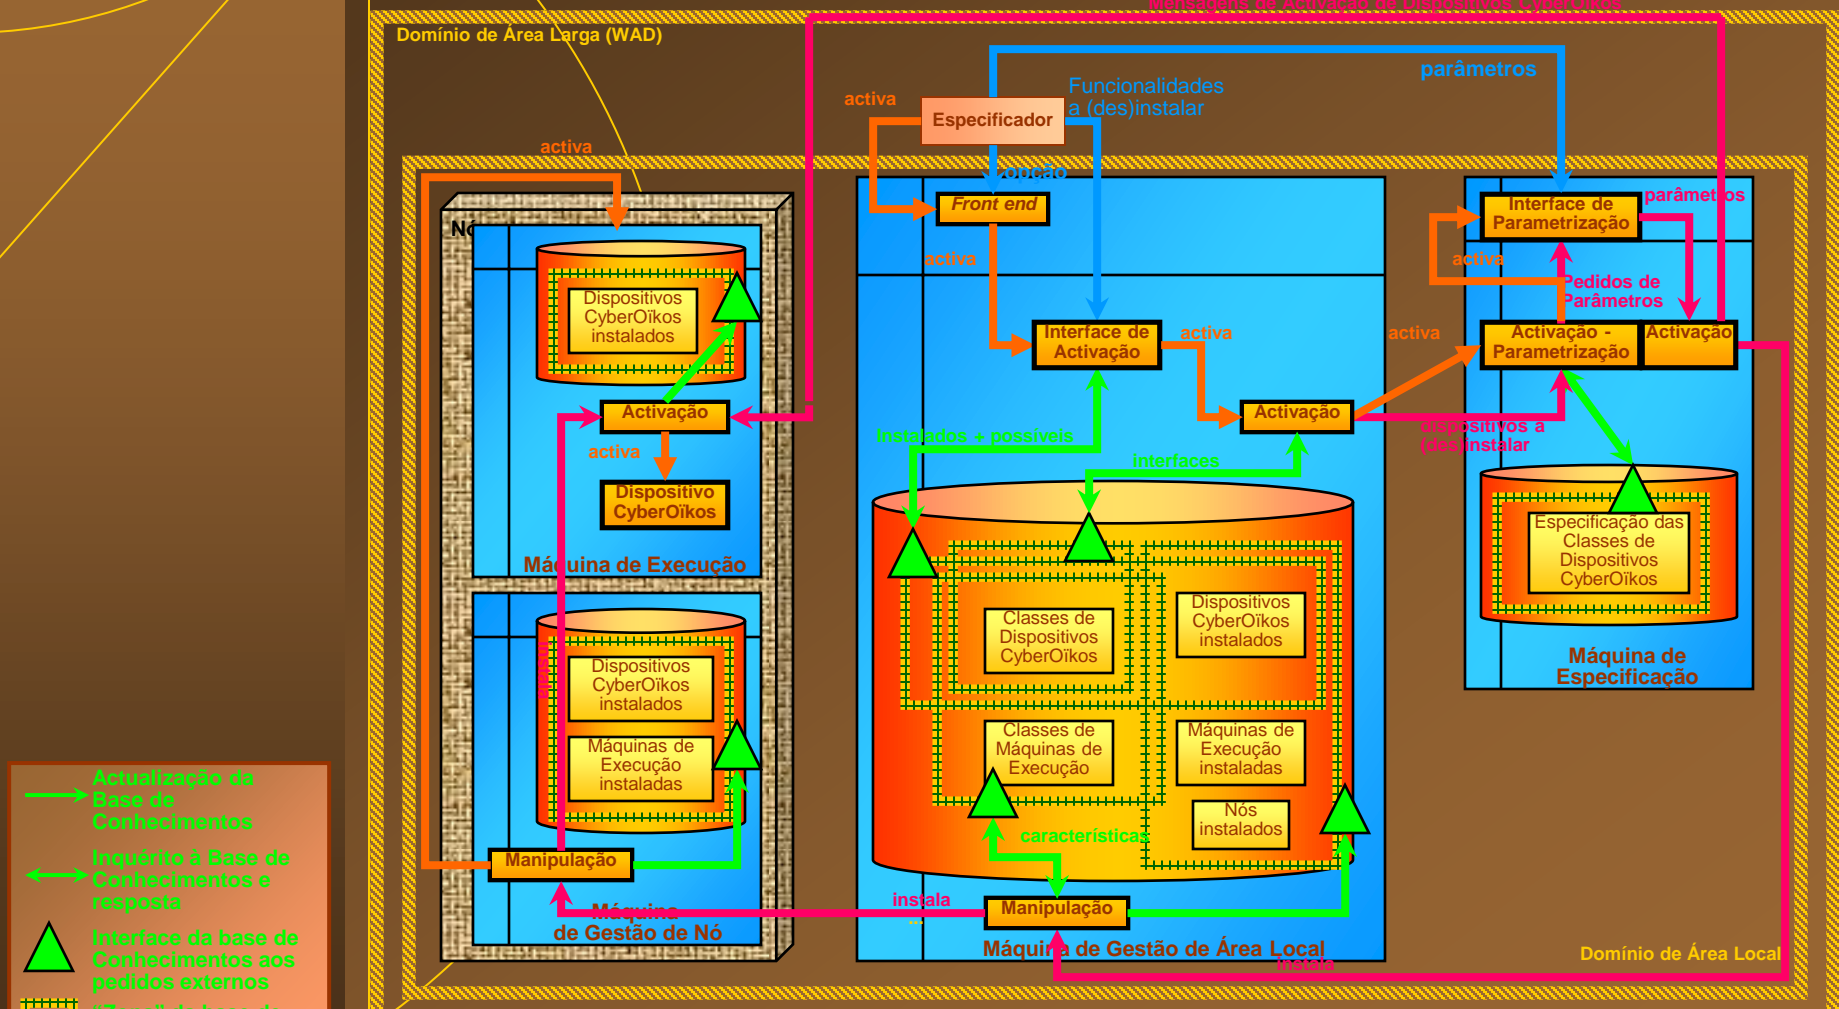 Mensagens de Activação de Dispositivos CyberOïkos
Domínio de Área Larga (WAD)
parâmetros
Funcionalidades
a (des)instalar
activa
Especificador
activa
opção
Front end
Interface de
Parametrização
parâmetros
Nó
activa
activa
Pedidos de
Parâmetros
Dispositivos
CyberOïkos
instalados
Interface de
Activação
activa
activa
Activação -
Parametrização
Activação
Activação
Activação
Instalados + possíveis
dispositivos a
(des)instalar
activa
interfaces
Dispositivo
CyberOïkos
Especificação das
Classes de
Dispositivos
CyberOïkos
Máquina de Execução
Classes de
Dispositivos
CyberOïkos
Dispositivos
CyberOïkos
instalados
instala
Dispositivos
CyberOïkos
instalados
Máquina de
Especificação
Classes de
Máquinas de
Execução
Máquinas de
Execução
instaladas
Máquinas de
Execução
instaladas
Nós
instalados
características
Manipulação
instala
...
Manipulação
Máquina
de Gestão de Nó
Máquina de Gestão de Área Local
instala
Domínio de Área Local
Actualização da
Base de
Conhecimentos
Inquérito à Base de
Conhecimentos e
resposta
Interface da base de
Conhecimentos aos
pedidos externos